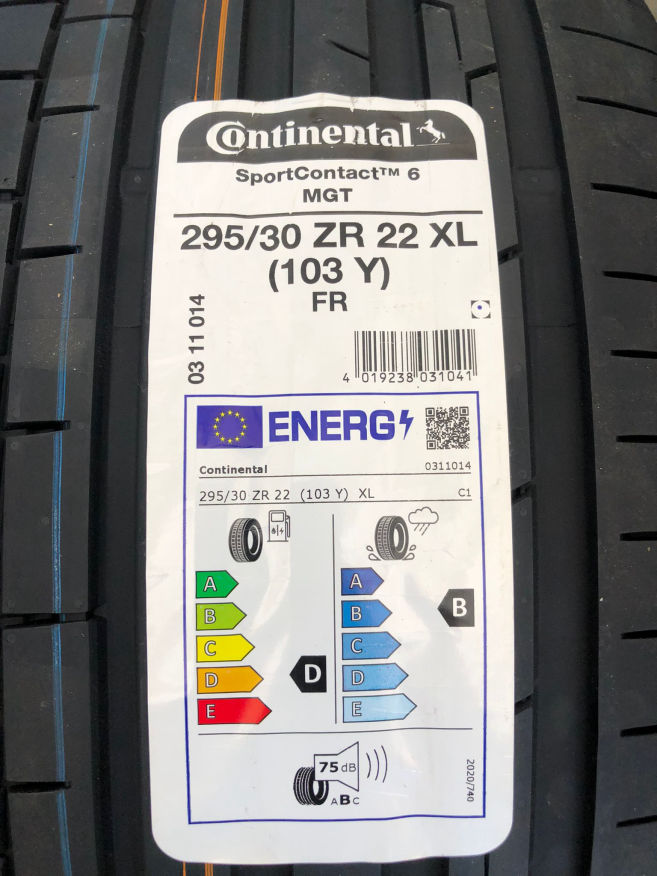 Continental
SportContact™ 6
MGT
295/30 ZR 22 XL
(103 Y)
FR
03 11 014
4 019238 031041
ENERG
Continental 0311014
295/30 ZR 22 (103 Y) XL C1
A
B
C
D
E
D
A
B
C
D
E
B
75 dB
ABC
2020/740